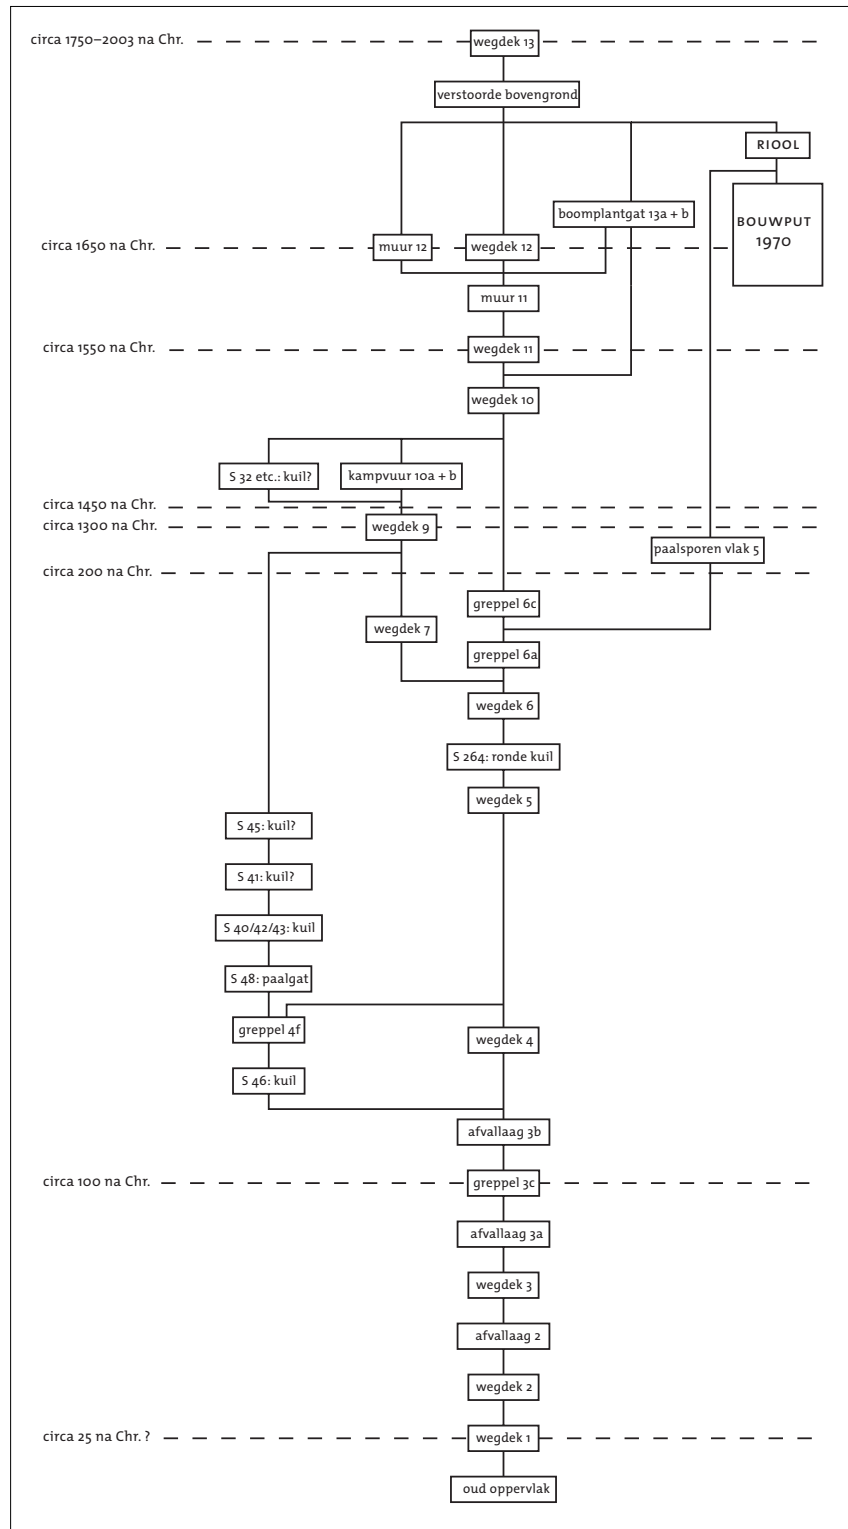 circa 1750–2003 na Chr.
wegdek 13
verstoorde bovengrond
RIOOL
boomplantgat 13a + b
BOUWPUT
1970
circa 1650 na Chr.
muur 12
wegdek 12
muur 11
circa 1550 na Chr.
wegdek 11
wegdek 10
S 32 etc.: kuil?
kampvuur 10a + b
circa 1450 na Chr.
circa 1300 na Chr.
wegdek 9
paalsporen vlak 5
circa 200 na Chr.
greppel 6c
wegdek 7
greppel 6a
wegdek 6
S 264: ronde kuil
wegdek 5
S 45: kuil?
S 41: kuil?
S 40/42/43: kuil
S 48: paalgat
greppel 4f
wegdek 4
S 46: kuil
afvallaag 3b
circa 100 na Chr.
greppel 3c
afvallaag 3a
wegdek 3
afvallaag 2
wegdek 2
circa 25 na Chr. ?
wegdek 1
oud oppervlak